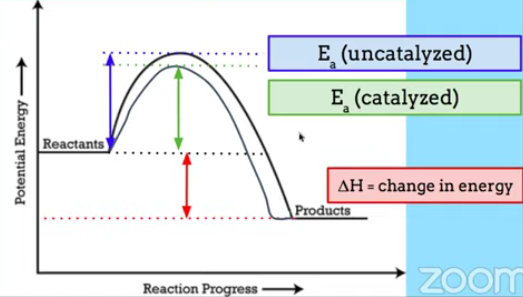 Eₐ (uncatalyzed)
Eₐ (catalyzed)
Potential Energy
Reactants
ΔH = change in energy
Products
Reaction Progress
zoom